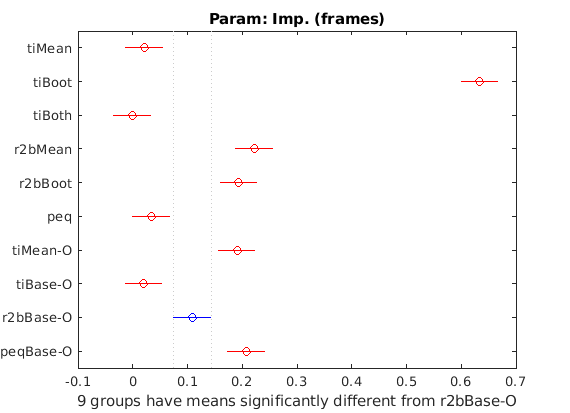 Param: Imp. (frames)
tiMean
tiBoot
tiBoth
r2bMean
r2bBoot
peq
tiMean-O
tiBase-O
r2bBase-O
peqBase-O
-0.1 0 0.1 0.2 0.3 0.4 0.5 0.6 0.7
9 groups have means significantly different from r2bBase-O